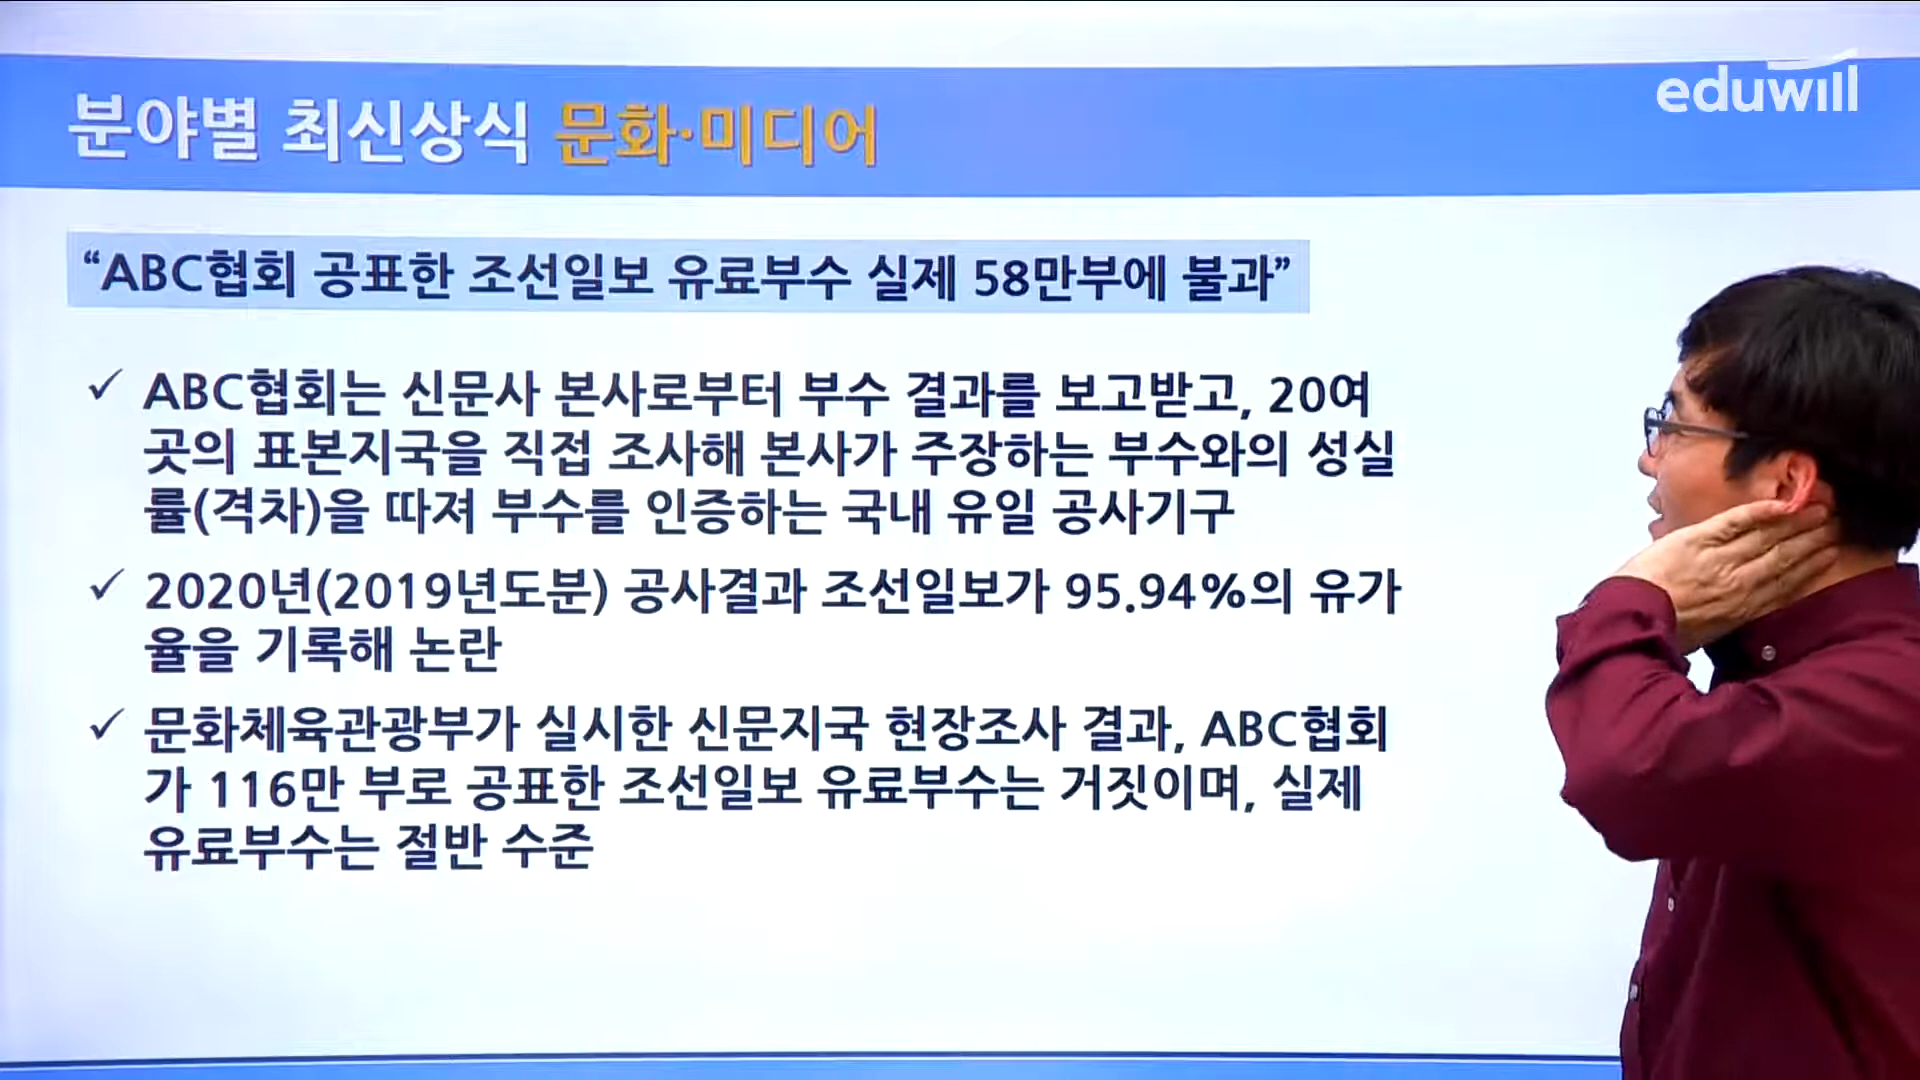 eduwill
분야별 최신상식 문화·미디어
“ABC협회 공표한 조선일보 유료부수 실제 58만부에 불과”
✓ ABC협회는 신문사 본사로부터 부수 결과를 보고받고, 20여
곳의 표본지국을 직접 조사해 본사가 주장하는 부수와의 성실
률(격차)을 따져 부수를 인증하는 국내 유일 공사기구
✓ 2020년(2019년도분) 공사결과 조선일보가 95.94%의 유가
율을 기록해 논란
✓ 문화체육관광부가 실시한 신문지국 현장조사 결과, ABC협회
가 116만 부로 공표한 조선일보 유료부수는 거짓이며, 실제
유료부수는 절반 수준